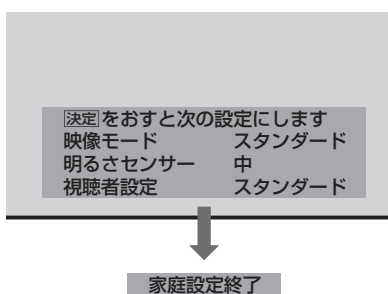 決定をおすと次の設定にします
映像モード スタンダード
明るさセンサー 中
視聴者設定 スタンダード
家庭設定終了